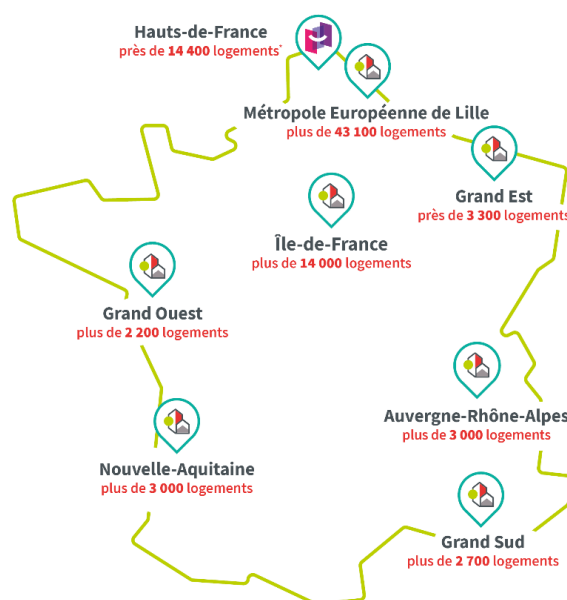 Hauts-de-France
près de 14 400 logements*
Métropole Européenne de Lille
plus de 43 100 logements
Grand Est
près de 3 300 logements
Île-de-France
plus de 14 000 logements
Grand Ouest
plus de 2 200 logements
Auvergne-Rhône-Alpes
plus de 3 000 logements
Nouvelle-Aquitaine
plus de 3 000 logements
Grand Sud
plus de 2 700 logements